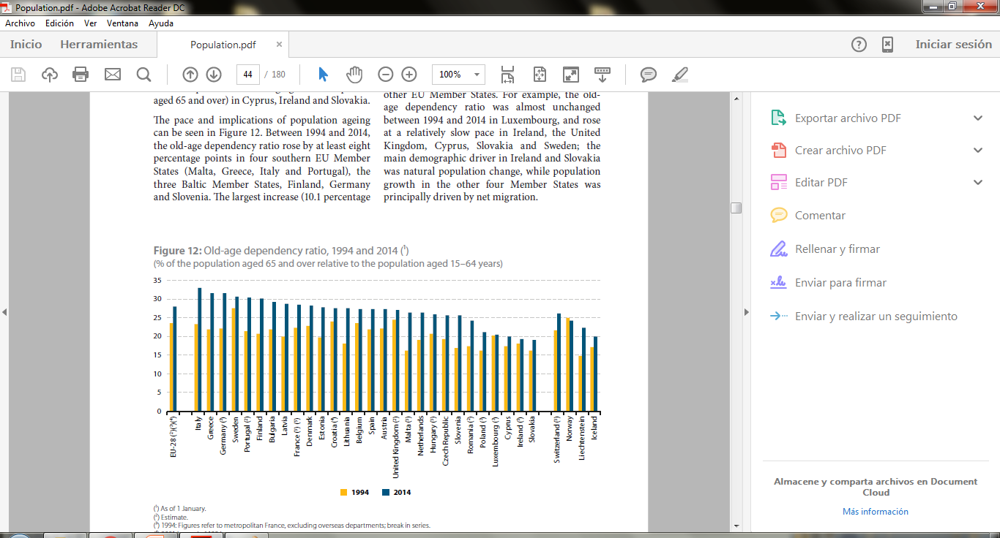 Population.pdf - Adobe Acrobat Reader DC
Archivo Edición Ver Ventana Ayuda
Inicio Herramientas Population.pdf × Iniciar sesión
44 / 180 100%
aged 65 and over) in Cyprus, Ireland and Slovakia.
The pace and implications of population ageing
can be seen in Figure 12. Between 1994 and 2014,
the old-age dependency ratio rose by at least eight
percentage points in four southern EU Member
States (Malta, Greece, Italy and Portugal), the
three Baltic Member States, Finland, Germany
and Slovenia. The largest increase (10.1 percentage
other EU Member States. For example, the old-
age dependency ratio was almost unchanged
between 1994 and 2014 in Luxembourg, and rose
at a relatively slow pace in Ireland, the United
Kingdom, Cyprus, Slovakia and Sweden; the
main demographic driver in Ireland and Slovakia
was natural population change, while population
growth in the other four Member States was
principally driven by net migration.
Figure 12: Old-age dependency ratio, 1994 and 2014 (¹)
(% of the population aged 65 and over relative to the population aged 15–64 years)
35
30
25
20
15
10
5
0
EU-28 (²)(³)(⁴)
Italy
Greece
Germany (²)
Sweden
Portugal (²)
Finland
Bulgaria
Latvia
France (²) (³)
Denmark
Estonia
Croatia (⁴)
Lithuania
Belgium
Spain
Austria
United Kingdom (²)
Malta (⁵)
Netherlands
Hungary (⁵)
Czech Republic
Slovenia
Romania (²)
Poland (²)
Luxembourg (⁵)
Cyprus
Ireland (²)
Slovakia
Switzerland (⁵)
Norway
Liechtenstein
Iceland
1994 2014
(¹) As of 1 January.
(²) Estimate.
(³) 1994: Figures refer to metropolitan France, excluding overseas departments; break in series.
Exportar archivo PDF
Crear archivo PDF
Editar PDF
Comentar
Rellenar y firmar
Enviar para firmar
Enviar y realizar un seguimiento
Almacene y comparta archivos en Document
Cloud
Más información